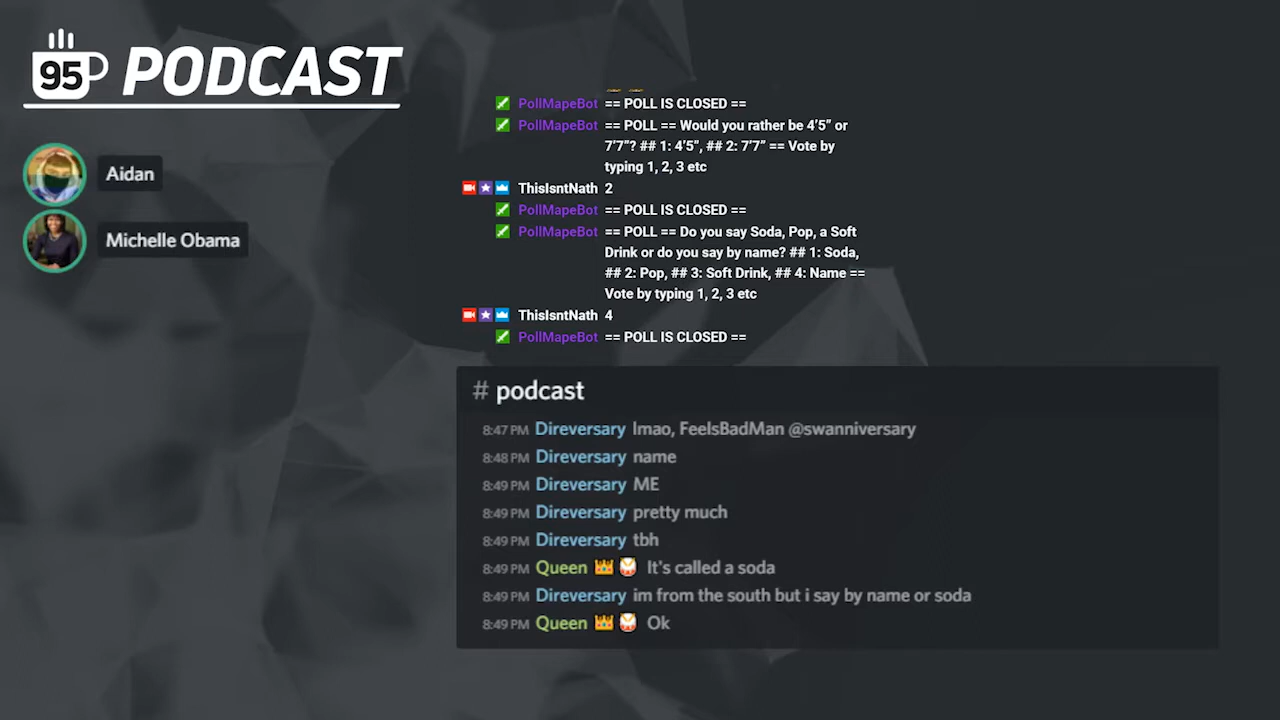 95 PODCAST
Aidan
Michelle Obama
PollMapeBot == POLL IS CLOSED ==
PollMapeBot == POLL == Would you rather be 4'5” or
7'7”? ## 1: 4'5”, ## 2: 7'7” == Vote by
typing 1, 2, 3 etc
ThisIsntNath 2
PollMapeBot == POLL IS CLOSED ==
PollMapeBot == POLL == Do you say Soda, Pop, a Soft
Drink or do you say by name? ## 1: Soda,
## 2: Pop, ## 3: Soft Drink, ## 4: Name ==
Vote by typing 1, 2, 3 etc
ThisIsntNath 4
PollMapeBot == POLL IS CLOSED ==
# podcast
8:47 PM Direversary lmao, FeelsBadMan @swanniversary
8:48 PM Direversary name
8:49 PM Direversary ME
8:49 PM Direversary pretty much
8:49 PM Direversary tbh
8:49 PM Queen It's called a soda
8:49 PM Direversary im from the south but i say by name or soda
8:49 PM Queen Ok